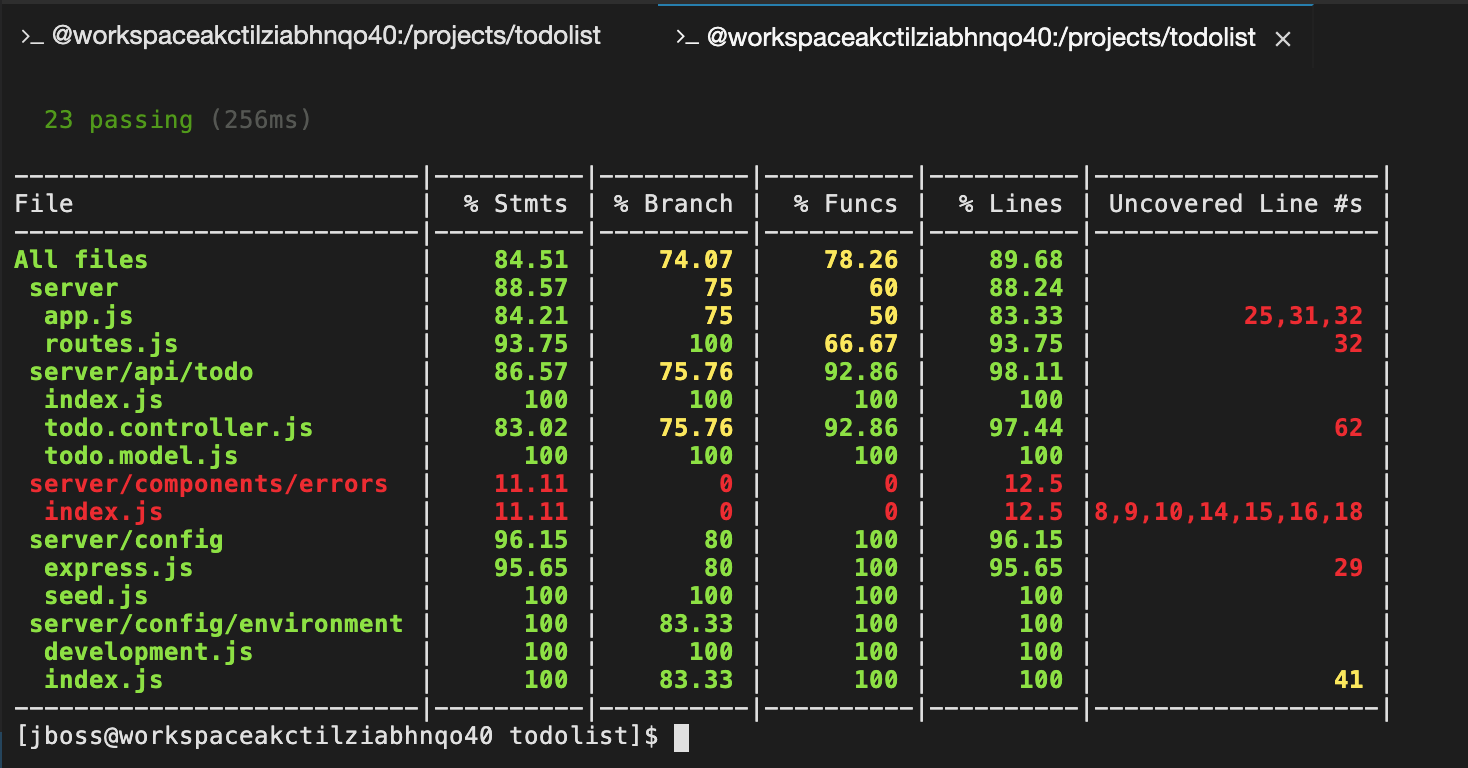 >_ @workspaceakctilziabhnqo40:/projects/todolist >_ @workspaceakctilziabhnqo40:/projects/todolist ×
23 passing (256ms)
---------------------------|----------|----------|----------|----------|-------------------|
File | % Stmts | % Branch | % Funcs | % Lines | Uncovered Line #s |
---------------------------|----------|----------|----------|----------|-------------------|
All files | 84.51 | 74.07 | 78.26 | 89.68 | |
server | 88.57 | 75 | 60 | 88.24 | |
app.js | 84.21 | 75 | 50 | 83.33 | 25,31,32 |
routes.js | 93.75 | 100 | 66.67 | 93.75 | 32 |
server/api/todo | 86.57 | 75.76 | 92.86 | 98.11 | |
index.js | 100 | 100 | 100 | 100 | |
todo.controller.js | 83.02 | 75.76 | 92.86 | 97.44 | 62 |
todo.model.js | 100 | 100 | 100 | 100 | |
server/components/errors | 11.11 | 0 | 0 | 12.5 | |
index.js | 11.11 | 0 | 0 | 12.5 |8,9,10,14,15,16,18 |
server/config | 96.15 | 80 | 100 | 96.15 | |
express.js | 95.65 | 80 | 100 | 95.65 | 29 |
seed.js | 100 | 100 | 100 | 100 | |
server/config/environment | 100 | 83.33 | 100 | 100 | |
development.js | 100 | 100 | 100 | 100 | |
index.js | 100 | 83.33 | 100 | 100 | 41 |
---------------------------|----------|----------|----------|----------|-------------------|
[jboss@workspaceakctilziabhnqo40 todolist]$